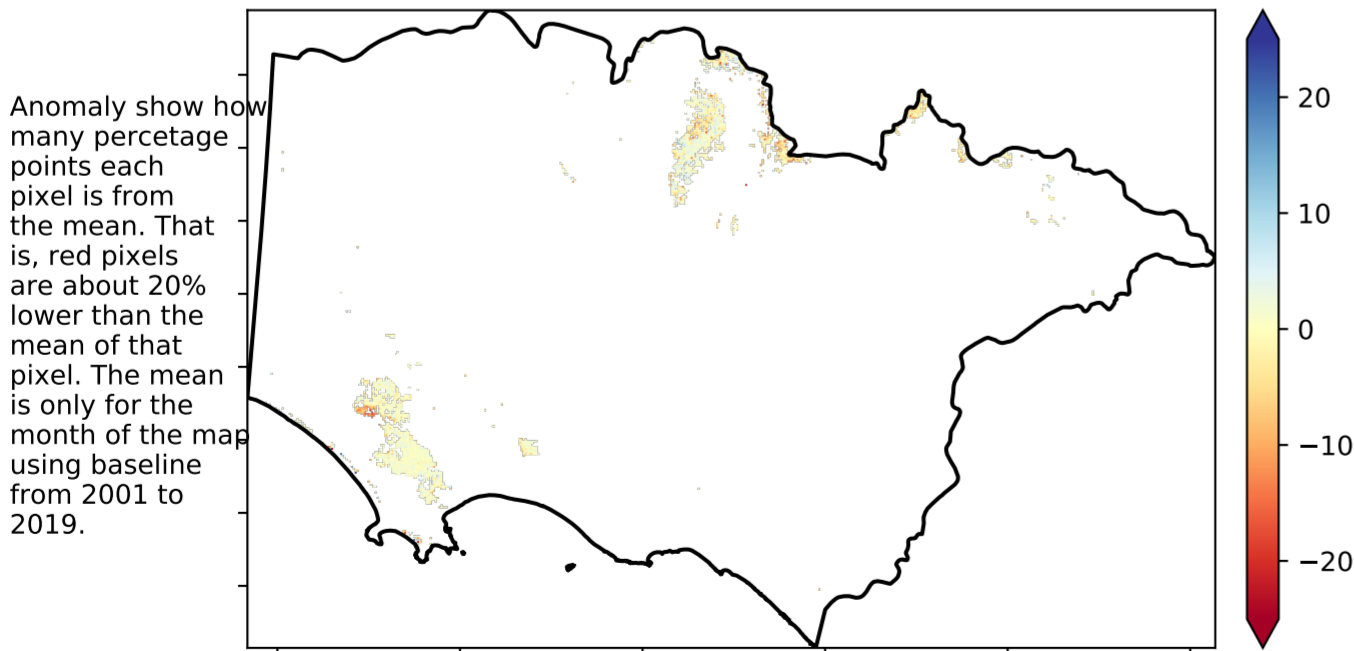 Anomaly show how
many percetage
points each
pixel is from
the mean. That
is, red pixels
are about 20%
lower than the
mean of that
pixel. The mean
is only for the
month of the map
using baseline
from 2001 to
2019.
20
10
0
−10
−20